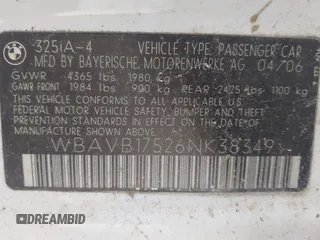 325iA-4 VEHICLE TYPE: PASSENGER CAR
MFD BY BAYERISCHE MOTORENWERKE AG 04/06
GVWR 4365 lbs 1980 kg
GAWR FRONT 1984 lbs 900 kg REAR 2425 lbs 1100 kg
THIS VEHICLE CONFORMS TO ALL APPLICABLE FEDERAL MOTOR VEHICLE
SAFETY, BUMPER, AND THEFT PREVENTION STANDARDS IN EFFECT
ON THE DATE OF MANUFACTURE SHOWN ABOVE.
WBAVB17526NK38349
DREAMBID